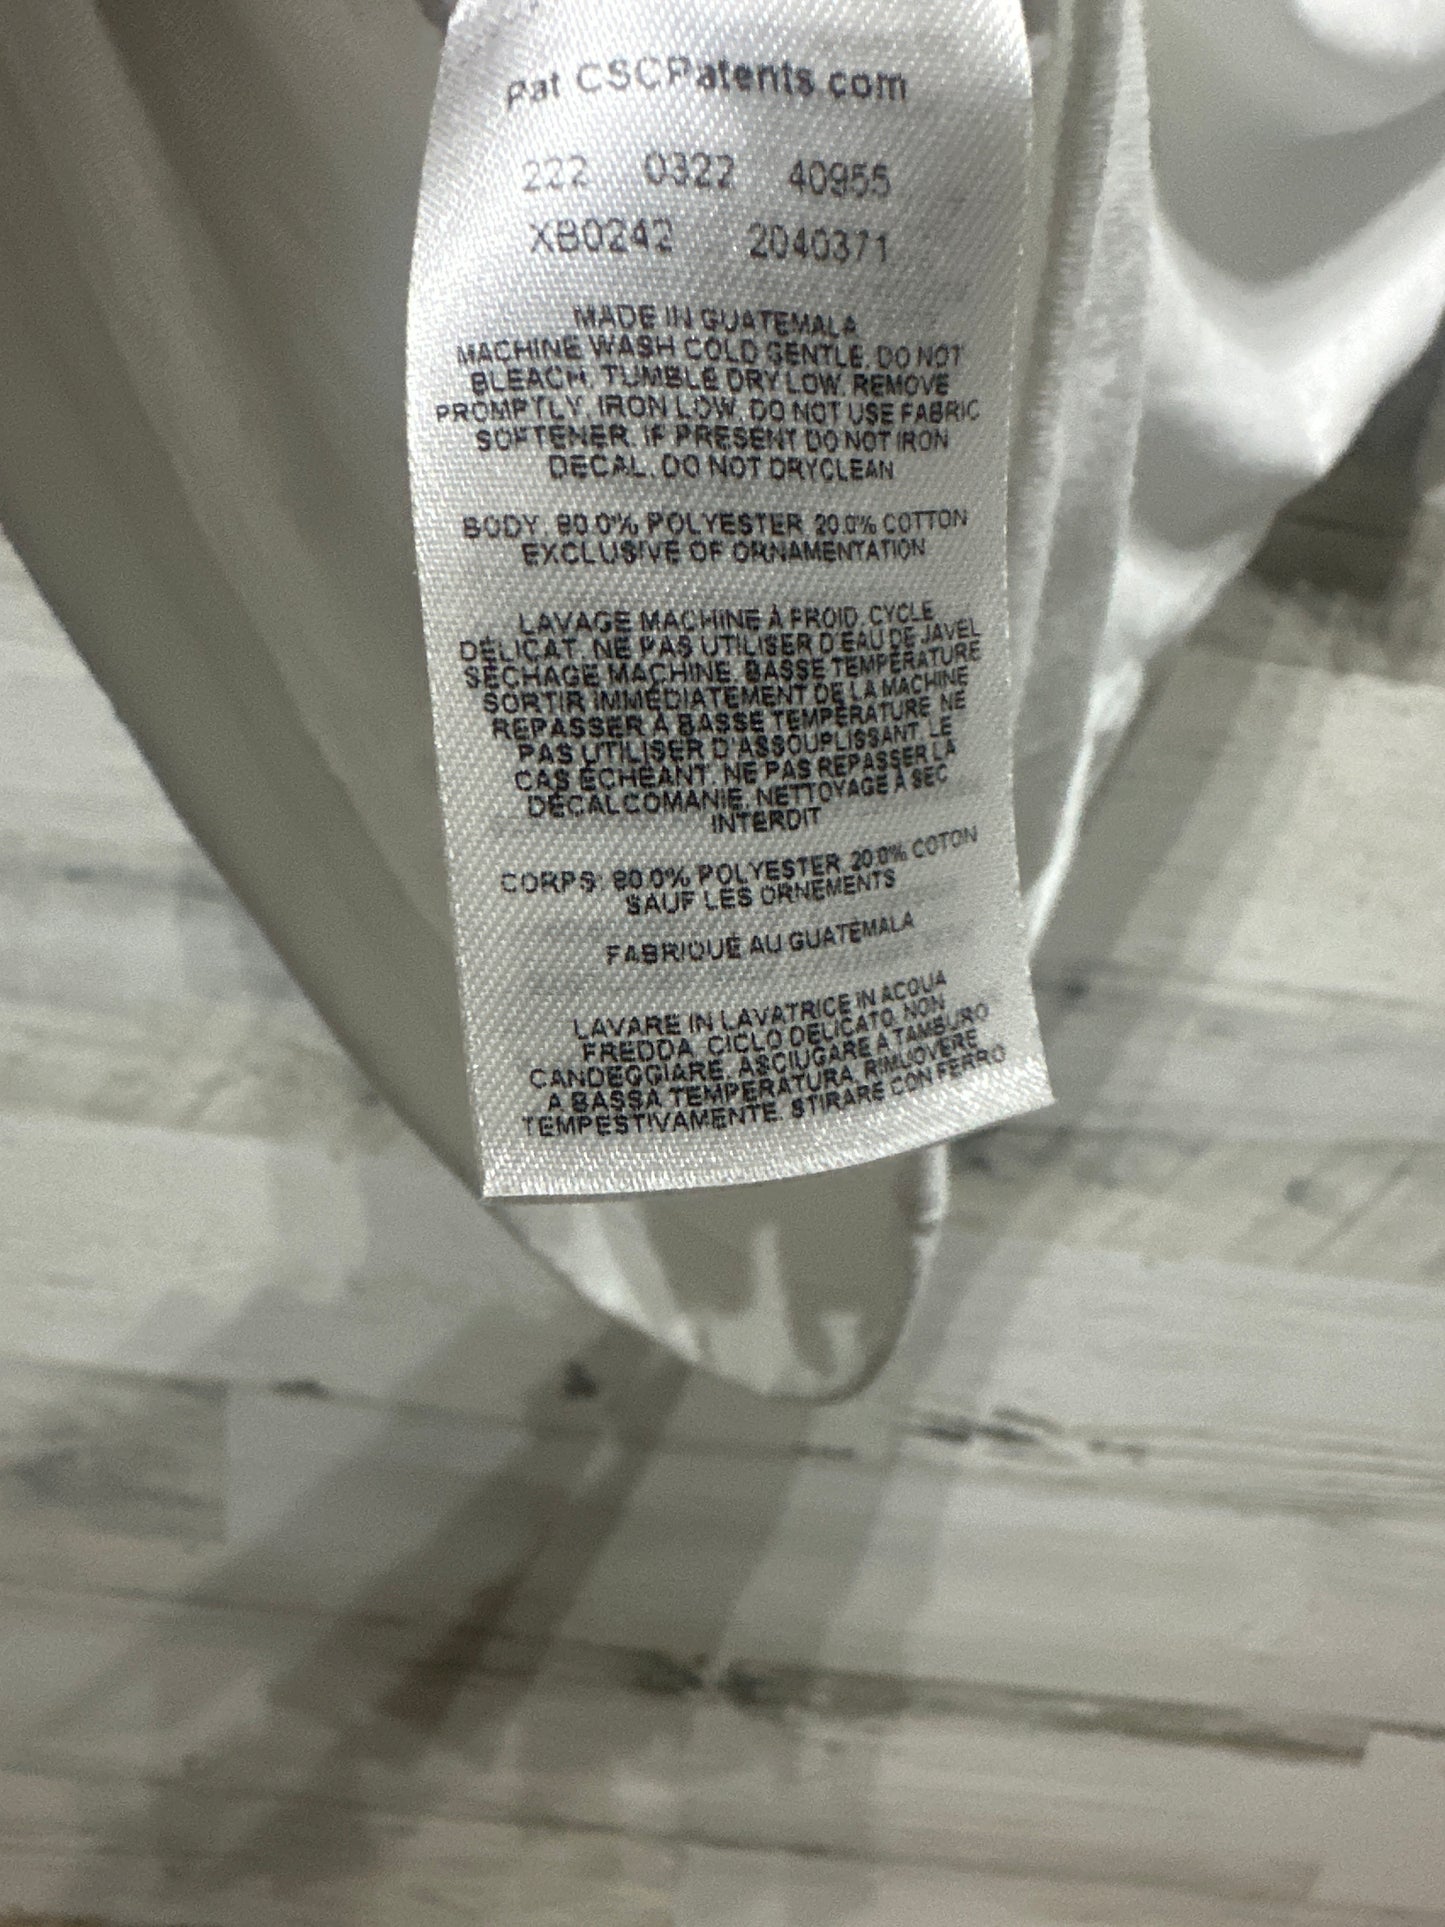 Pat CSCPatents.com
222 0322 40955
XB0242 2040371
MADE IN GUATEMALA
MACHINE WASH COLD GENTLE. DO NOT
BLEACH. TUMBLE DRY LOW. REMOVE
PROMPTLY. IRON LOW. DO NOT USE FABRIC
SOFTENER. IF PRESENT DO NOT IRON
DECAL. DO NOT DRYCLEAN
BODY: 80.0% POLYESTER 20.0% COTTON
EXCLUSIVE OF ORNAMENTATION
LAVAGE MACHINE À FROID. CYCLE
DÉLICAT. NE PAS UTILISER D'EAU DE JAVEL
SÉCHAGE MACHINE. BASSE TEMPÉRATURE
SORTIR IMMÉDIATEMENT DE LA MACHINE
REPASSER À BASSE TEMPÉRATURE. NE
PAS UTILISER D'ASSOUPLISSANT. LE
CAS ÉCHÉANT. NE PAS REPASSER LA
DÉCALCOMANIE. NETTOYAGE À SEC
INTERDIT
CORPS: 80.0% POLYESTER 20.0% COTON
SAUF LES ORNEMENTS
FABRIQUÉ AU GUATÉMALA
LAVARE IN LAVATRICE IN ACQUA
FREDDA. CICLO DELICATO. NON
CANDEGGIARE. ASCIUGARE A TAMBURO
A BASSA TEMPERATURA. RIMUOVERE
TEMPESTIVAMENTE. STIRARE CON FERRO